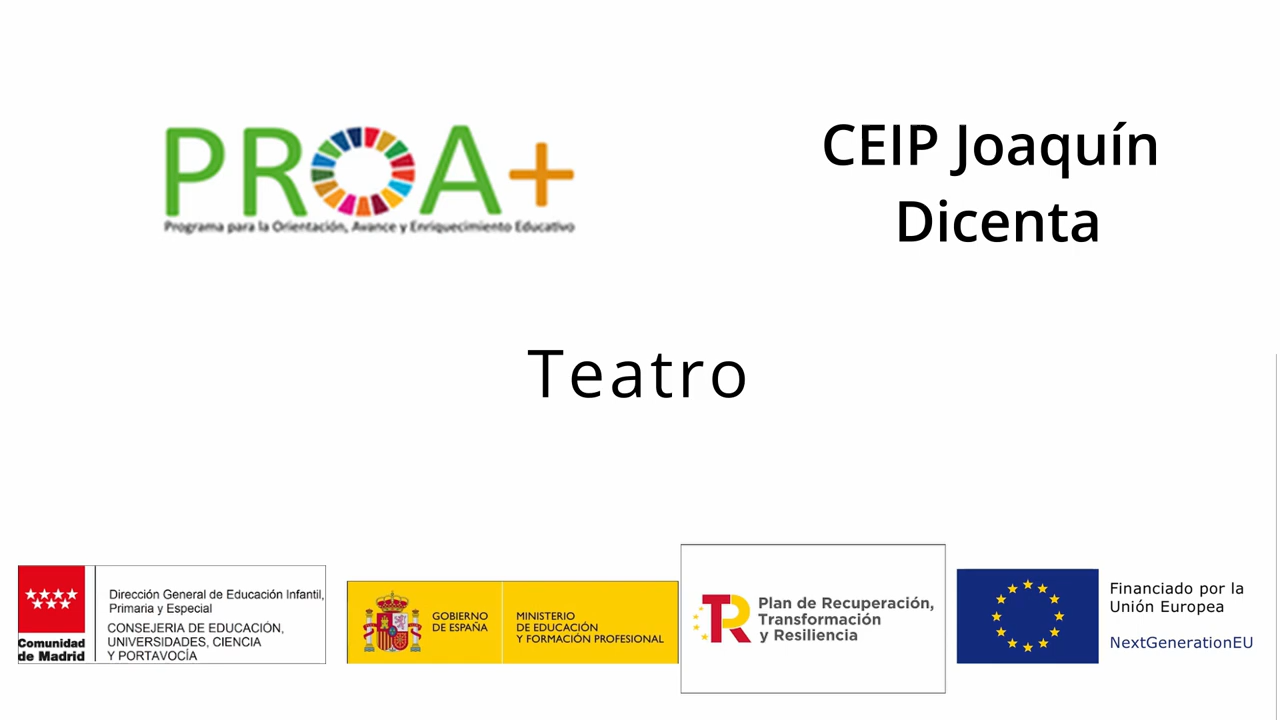 PROA+
Programa para la Orientación, Avance y Enriquecimiento Educativo
CEIP Joaquín
Dicenta
Teatro
Comunidad
de Madrid
Dirección General de Educación Infantil,
Primaria y Especial
CONSEJERIA DE EDUCACIÓN,
UNIVERSIDADES, CIENCIA
Y PORTAVOCÍA
GOBIERNO
DE ESPAÑA
MINISTERIO
DE EDUCACIÓN
Y FORMACIÓN PROFESIONAL
Plan de Recuperación,
Transformación
y Resiliencia
Financiado por la
Unión Europea
NextGenerationEU